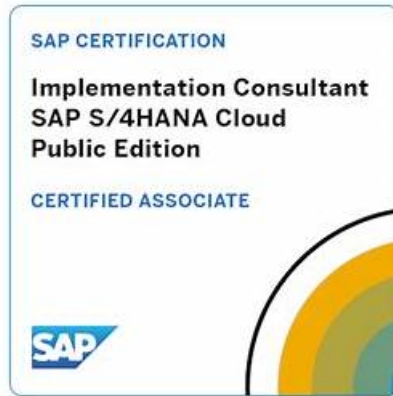 SAP CERTIFICATION
Implementation Consultant
SAP S/4HANA Cloud
Public Edition
CERTIFIED ASSOCIATE
SAP